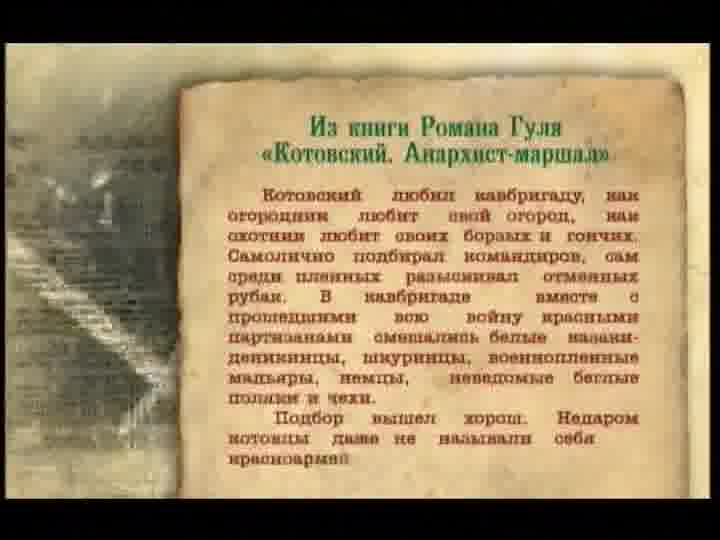 Из книги Романа Гуля
«Котовский. Анархист-маршал»
Котовский любил кавбригаду, как
огородник любит свой огород, как
охотник любит своих борзых и гончих.
Самолично подбирал командиров, сам
среди пленных разыскивал отменных
рубак. В кавбригаде вместе с
прошедшими всю войну красными
партизанами смешались белые казаки-
деникинцы, шкуринцы, военнопленные
мадьяры, немцы, неведомые беглые
поляки и чехи.
Подбор вышел хорош. Недаром
котовцы даже не называли себя
красноармей